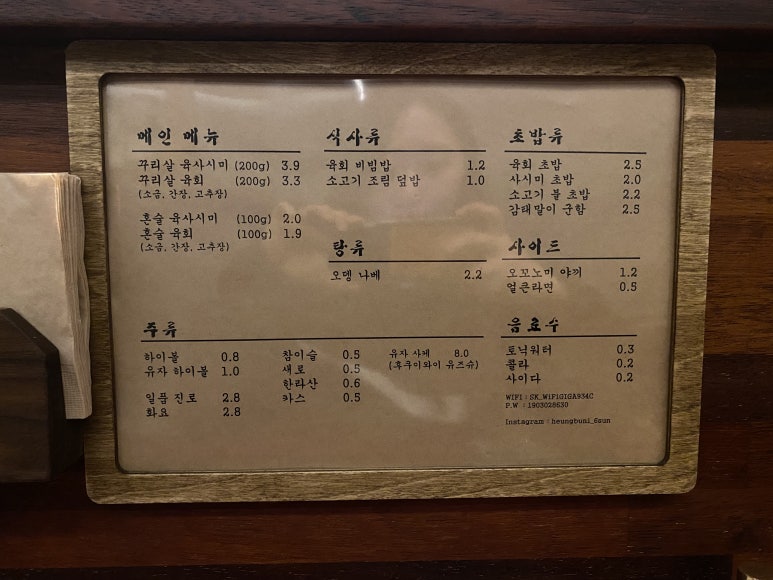 메인 메뉴
꾸리살 육사시미 (200g) 3.9
꾸리살 육회 (200g) 3.3
(소금, 간장, 고추장)
혼술 육사시미 (100g) 2.0
혼술 육회 (100g) 1.9
(소금, 간장, 고추장)
식사류
육회 비빔밥 1.2
소고기 조림 덮밥 1.0
탕류
오뎅 나베 2.2
초밥류
육회 초밥 2.5
사시미 초밥 2.0
소고기 불 초밥 2.2
감태말이 군함 2.5
사이드
오꼬노미 야끼 1.2
얼큰라면 0.5
주류
하이볼 0.8
유자 하이볼 1.0
일품 진로 2.8
화요 2.8
참이슬 0.5
새로 0.5
한라산 0.6
카스 0.5
유자 사케 8.0
(후쿠이와이 유즈슈)
음료수
토닉워터 0.3
콜라 0.2
사이다 0.2
WIFI : SK_WiFiGIGA934C
P.W : 1903028630
Instagram : heungbuni_6sun